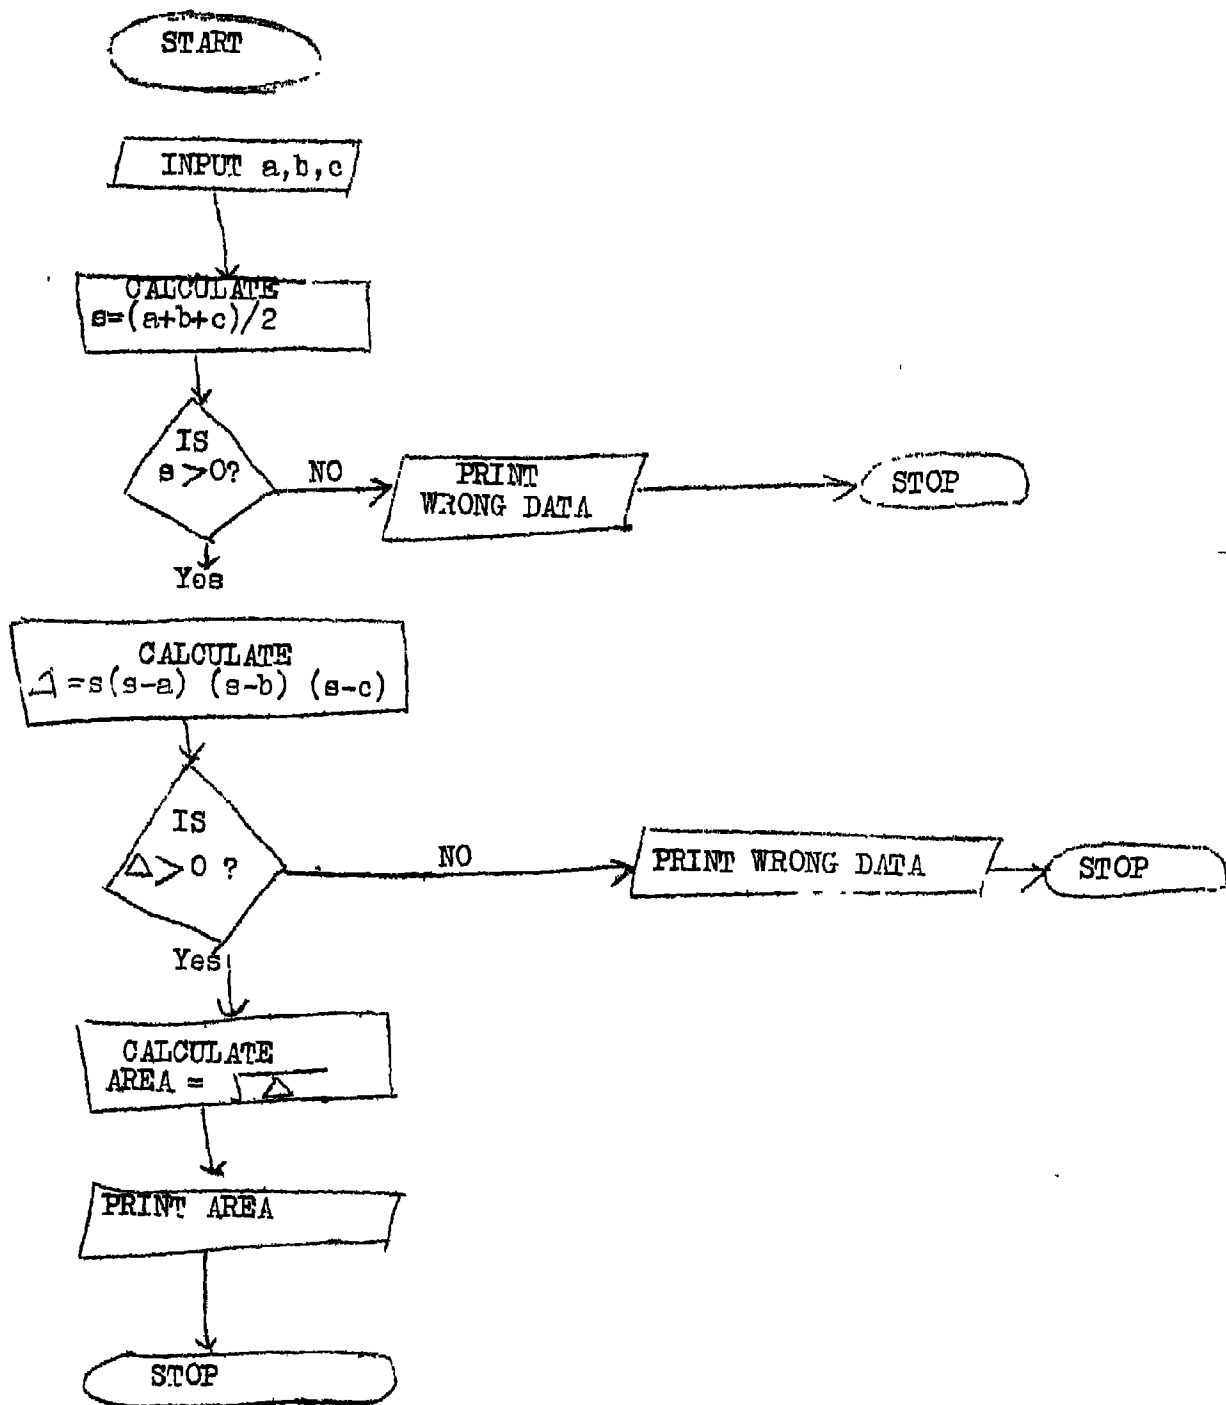 START
INPUT a,b,c
CALCULATE
s=(a+b+c)/2
IS
s>0?
NO
PRINT
WRONG DATA
STOP
Yes
CALCULATE
Δ=s(s-a) (s-b) (s-c)
IS
Δ>0 ?
NO
PRINT WRONG DATA
STOP
Yes
CALCULATE
AREA = √Δ
PRINT AREA
STOP